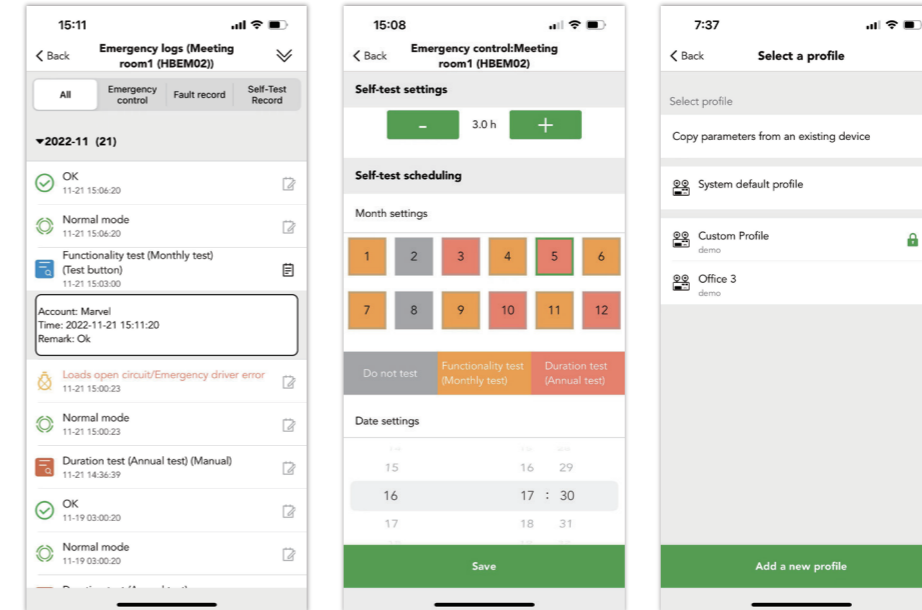 15:11
Back
Emergency logs (Meeting
room1 (HBEM02))
All
Emergency
control
Fault record
Self-Test
Record
2022-11 (21)
OK
11-21 15:06:20
Normal mode
11-21 15:06:20
Functionality test (Monthly test)
(Test button)
11-21 15:03:00
Account: Marvel
Time: 2022-11-21 15:11:20
Remark: Ok
Loads open circuit/Emergency driver error
11-21 15:00:23
Normal mode
11-21 15:00:23
Duration test (Annual test) (Manual)
11-21 14:36:39
OK
11-19 03:00:20
Normal mode
11-19 03:00:20
15:08
Back
Emergency control:Meeting
room1 (HBEM02)
Self-test settings
- 3.0 h +
Self-test scheduling
Month settings
1 2 3 4 5 6
7 8 9 10 11 12
Do not test
Functionality test
(Monthly test)
Duration test
(Annual test)
Date settings
15 16 29
16 17 : 30
17 18 31
Save
7:37
Back
Select a profile
Select profile
Copy parameters from an existing device
System default profile
Custom Profile
demo
Office 3
demo
Add a new profile